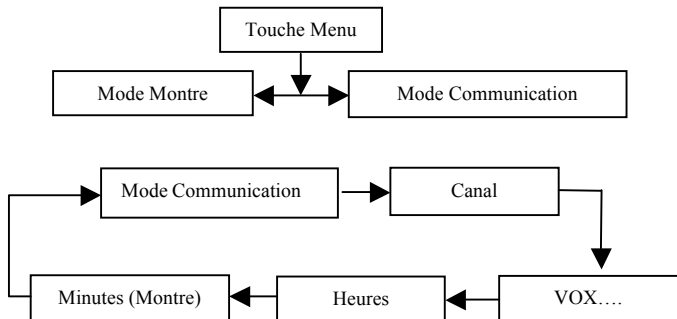 Touche Menu
Mode Montre
Mode Communication
Mode Communication
Canal
Minutes (Montre)
Heures
VOX....